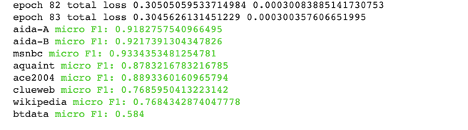 epoch 82 total loss 0.30505059533714984 0.00030083885141730753
epoch 83 total loss 0.3045626131451229 0.000300357606651995
aida-A micro F1: 0.9182757540966495
aida-B micro F1: 0.9217391304347826
msnbc micro F1: 0.9334353481254781
aquaint micro F1: 0.8783216783216785
ace2004 micro F1: 0.8893360160965794
clueweb micro F1: 0.7685950413223142
wikipedia micro F1: 0.7684342874047778
btdata micro F1: 0.584